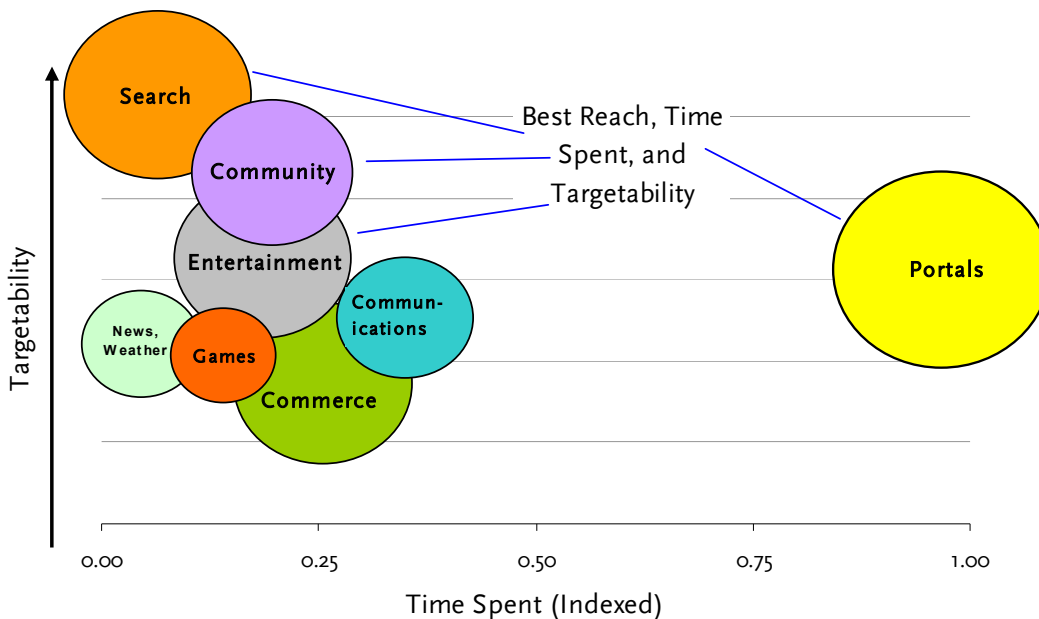 Search
Best Reach, Time
Spent, and
Targetability
Community
Entertainment
Portals
Commun-
ications
News,
Weather
Games
Commerce
Targetability
0.00
0.25
0.50
0.75
1.00
Time Spent (Indexed)